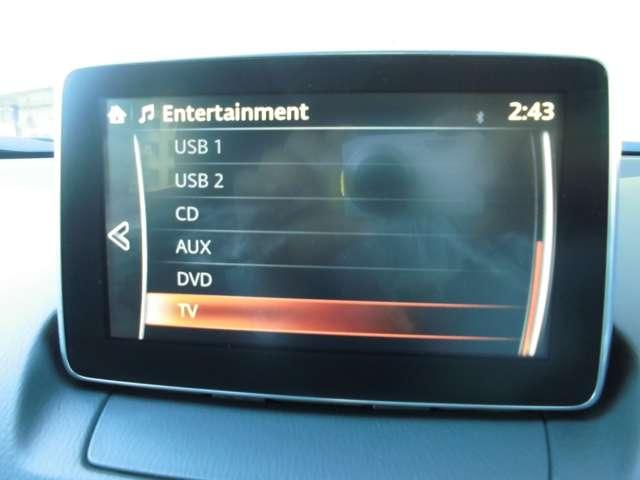 Entertainment 2:43
USB 1
USB 2
CD
AUX
DVD
TV